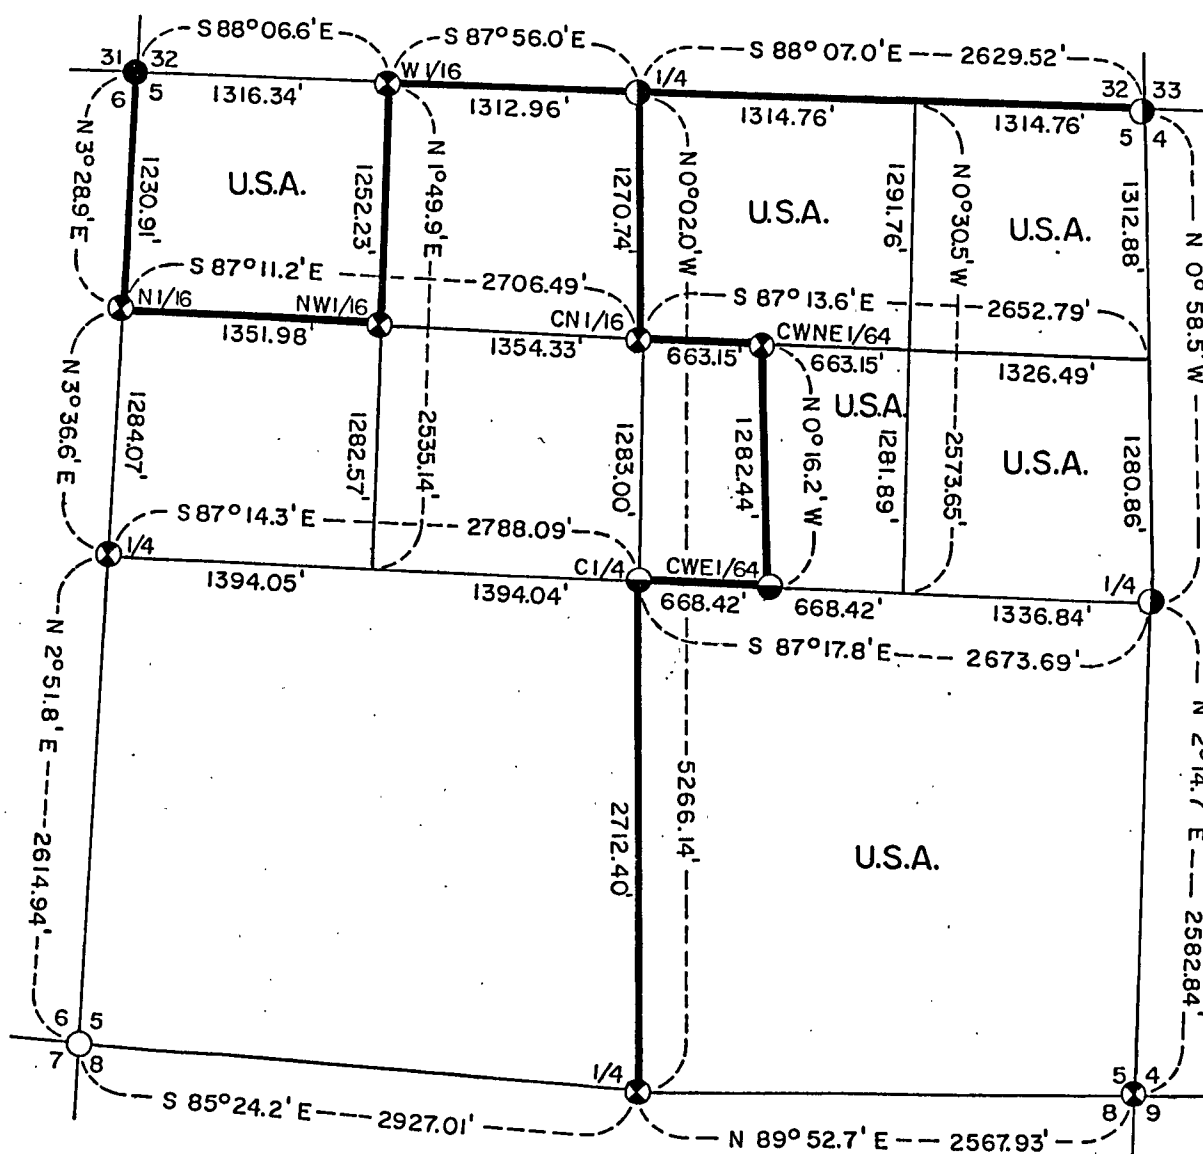 S 88° 06.6' E
S 87° 56.0' E
S 88° 07.0' E 2629.52'
31 32
6 5
W 1/16
1/4
32 33
5 4
1316.34'
1312.96'
1314.76'
1314.76'
N 3° 28.9' E
1230.91'
U.S.A.
1252.23'
N 1° 49.9' E
1270.74'
N 0° 02.0' W
U.S.A.
1291.76'
N 0° 30.5' W
U.S.A.
1312.88'
N 0° 58.5' W
S 87° 11.2' E 2706.49'
S 87° 13.6' E 2652.79'
N 1/16
NW 1/16
CN 1/16
CWNE 1/64
1351.98'
1354.33'
663.15'
663.15'
1326.49'
N 3° 36.6' E
1284.07'
1282.57'
2535.14'
1283.00'
1282.44'
N 0° 16.2' W
U.S.A.
1281.89'
2573.65'
U.S.A.
1280.86'
S 87° 14.3' E 2788.09'
1/4
C 1/4
CWE 1/64
1/4
1394.05'
1394.04'
668.42'
668.42'
1336.84'
S 87° 17.8' E 2673.69'
N 2° 51.8' E 2614.94'
2712.40'
5266.14'
U.S.A.
N 2° 14.7' E 2582.84'
6 5
7 8
1/4
5 4
8 9
S 85° 24.2' E 2927.01'
N 89° 52.7' E 2567.93'